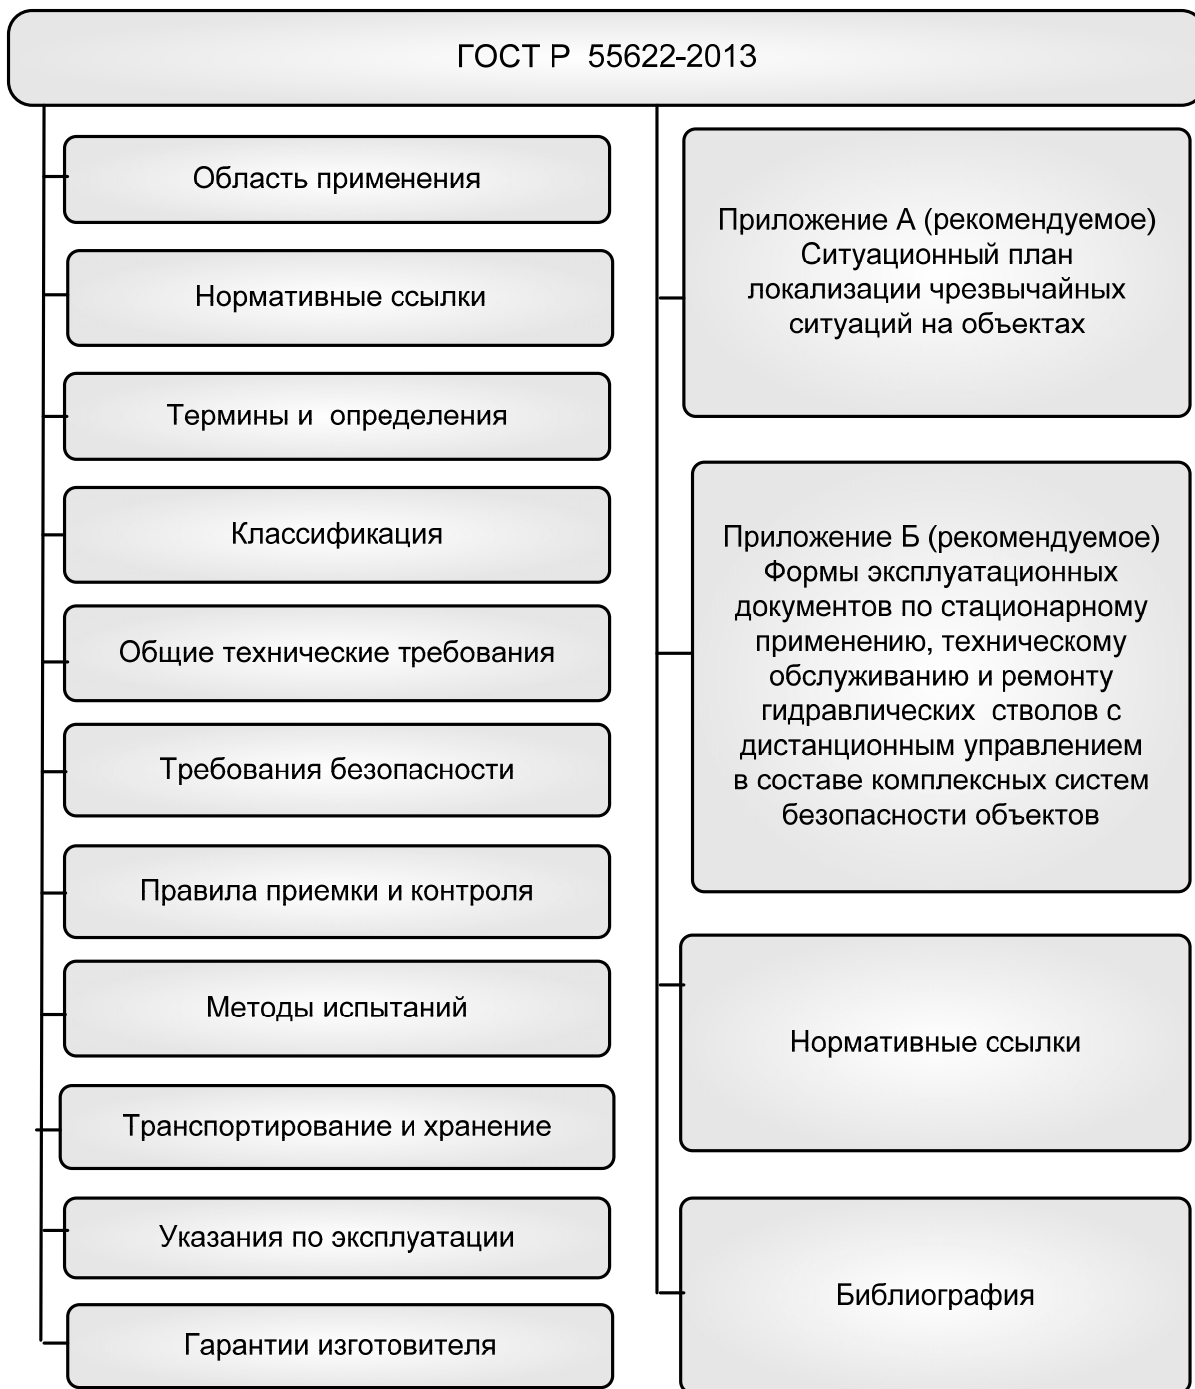 ГОСТ Р  55622-2013
Область применения
Нормативные ссылки
Термины и  определения
Классификация
Общие технические требования
Требования безопасности
Правила приемки и контроля
Методы испытаний
Транспортирование и хранение
Указания по эксплуатации
Гарантии изготовителя
Приложение А (рекомендуемое)
Ситуационный план
локализации чрезвычайных
ситуаций на объектах
Приложение Б (рекомендуемое)
Формы эксплуатационных
документов по стационарному
применению, техническому
обслуживанию и ремонту
гидравлических  стволов с
дистанционным управлением
в составе комплексных систем
безопасности объектов
Нормативные ссылки
Библиография